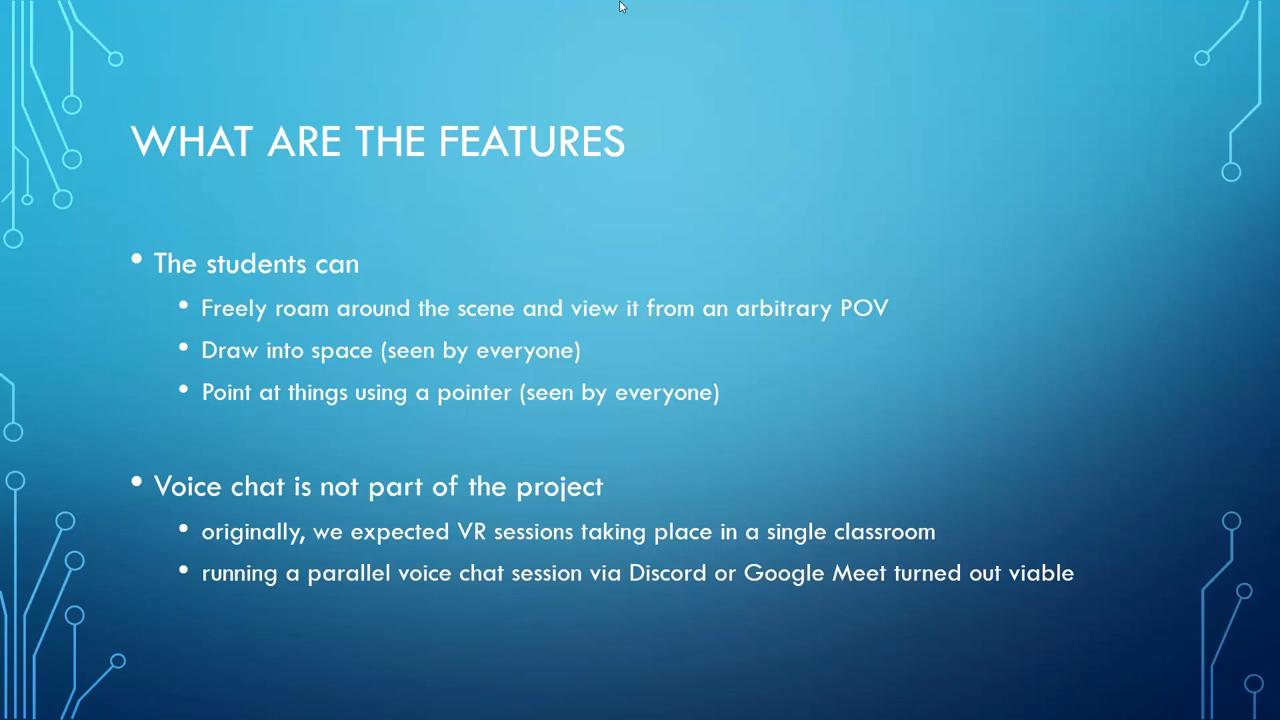 WHAT ARE THE FEATURES
• The students can
• Freely roam around the scene and view it from an arbitrary POV
• Draw into space (seen by everyone)
• Point at things using a pointer (seen by everyone)
• Voice chat is not part of the project
• originally, we expected VR sessions taking place in a single classroom
• running a parallel voice chat session via Discord or Google Meet turned out viable